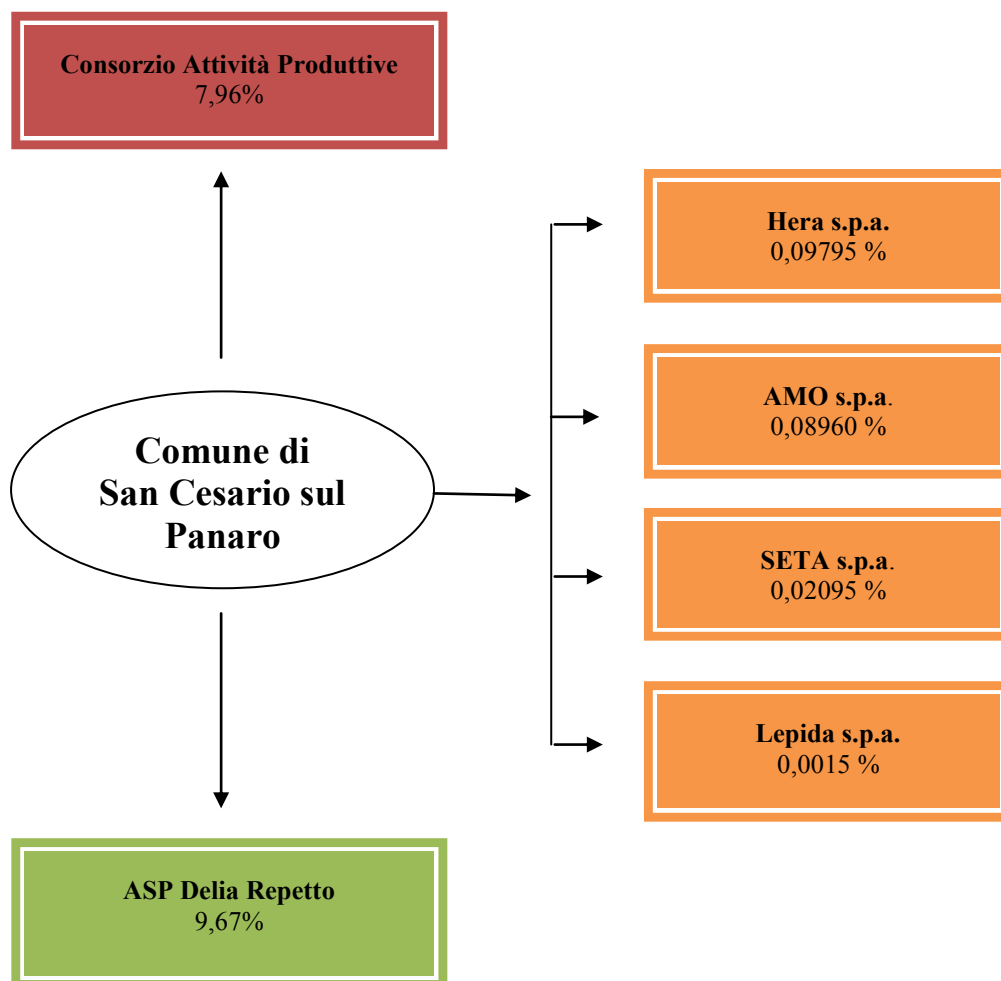 Consorzio Attività Produttive
7,96%
Hera s.p.a.
0,09795 %
AMO s.p.a.
0,08960 %
Comune di
San Cesario sul
Panaro
SETA s.p.a.
0,02095 %
Lepida s.p.a.
0,0015 %
ASP Delia Repetto
9,67%